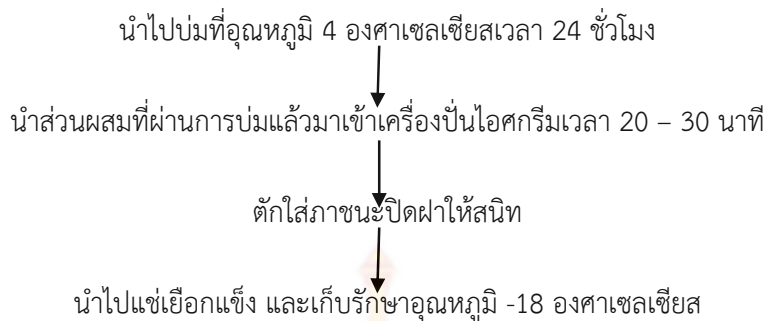 นำไปบ่มที่อุณหภูมิ 4 องศาเซลเซียสเวลา 24 ชั่วโมง
นำส่วนผสมที่ผ่านการบ่มแล้วมาเข้าเครื่องปั่นไอศกรีมเวลา 20 – 30 นาที
ตักใส่ภาชนะปิดฝาให้สนิท
นำไปแช่เยือกแข็ง และเก็บรักษาอุณหภูมิ -18 องศาเซลเซียส